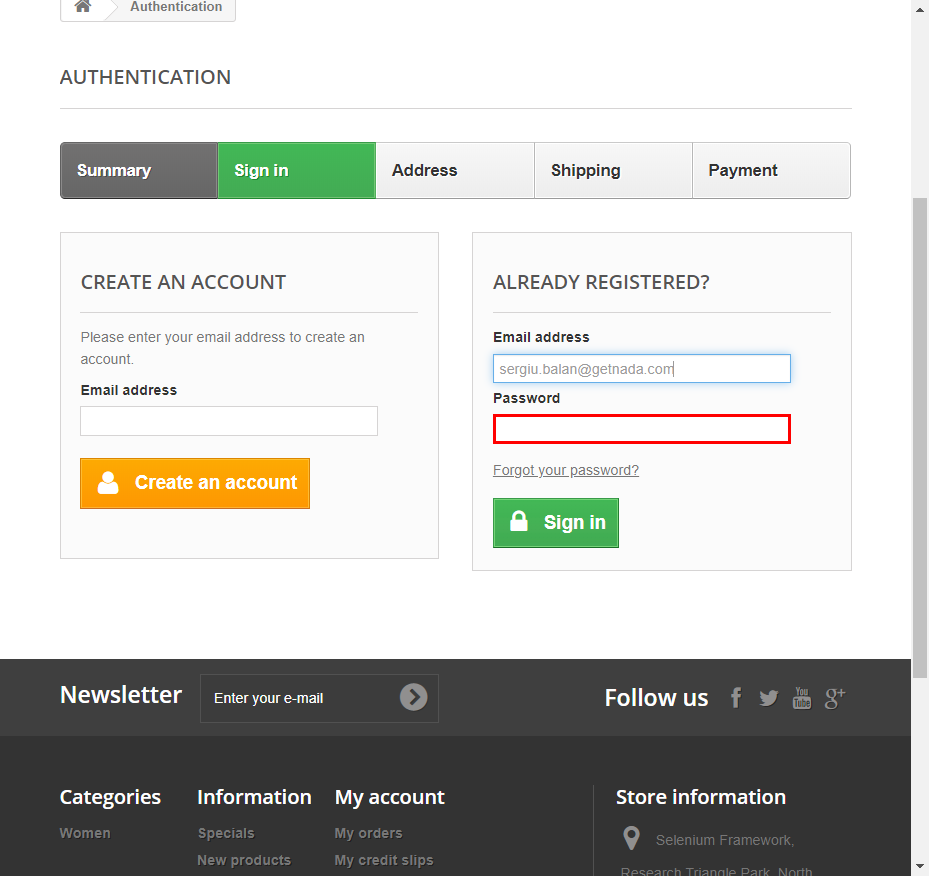 Authentication
AUTHENTICATION
Summary
Sign in
Address
Shipping
Payment
CREATE AN ACCOUNT
Please enter your email address to create an
account.
Email address
Create an account
ALREADY REGISTERED?
Email address
sergiu.balan@getnada.com
Password
Forgot your password?
Sign in
Newsletter
Enter your e-mail
Follow us
You
Tube
g+
Categories
Women
Information
Specials
New products
My account
My orders
My credit slips
Store information
Selenium Framework,
Research Triangle Park, North